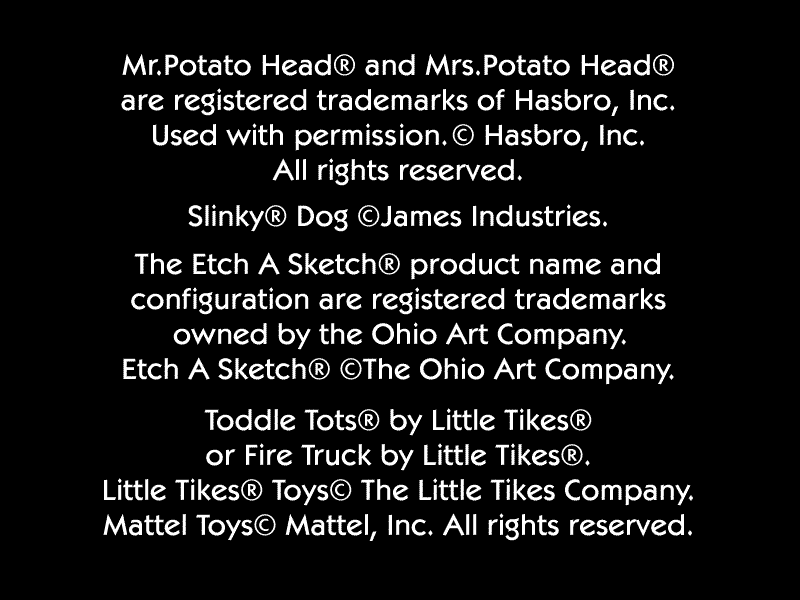 Mr.Potato Head® and Mrs.Potato Head®
are registered trademarks of Hasbro, Inc.
Used with permission.© Hasbro, Inc.
All rights reserved.
Slinky® Dog ©James Industries.
The Etch A Sketch® product name and
configuration are registered trademarks
owned by the Ohio Art Company.
Etch A Sketch® ©The Ohio Art Company.
Toddle Tots® by Little Tikes®
or Fire Truck by Little Tikes®.
Little Tikes® Toys© The Little Tikes Company.
Mattel Toys© Mattel, Inc. All rights reserved.